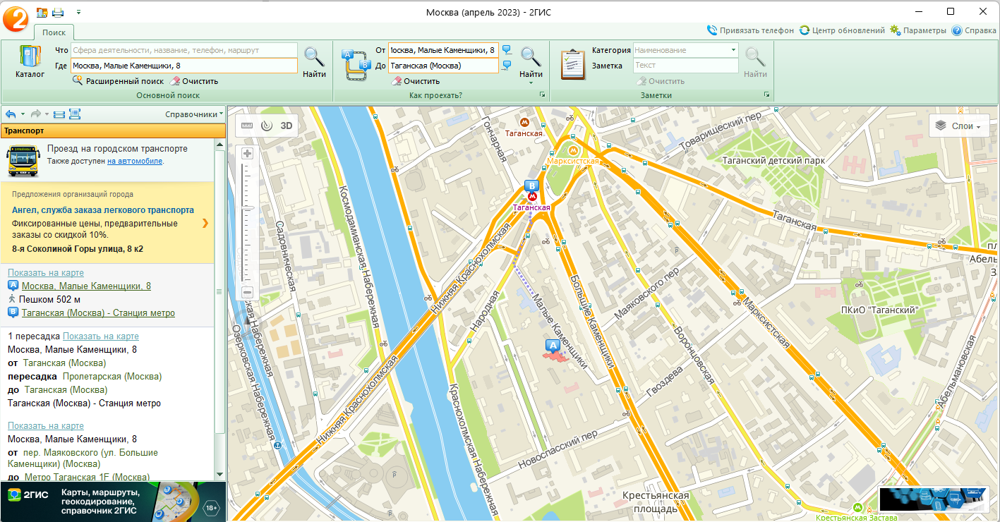 Москва (апрель 2023) - 2ГИС
Поиск
Привязать телефон
Центр обновлений
Параметры
Справка
Каталог
Что Сфера деятельности, название, телефон, маршрут
Где Москва, Малые Каменщики, 8
Расширенный поиск
Очистить
Найти
Основной поиск
От Москва, Малые Каменщики, 8
До Таганская (Москва)
Очистить
Найти
Как проехать?
Категория Наименование
Заметка Текст
Очистить
Найти
Заметки
Справочники
Транспорт
Проезд на городском транспорте
Также доступен на автомобиле.
Предложения организаций города
Ангел, служба заказа легкового транспорта
Фиксированные цены, предварительные
заказы со скидкой 10%.
8-я Соколиной Горы улица, 8 к2
Показать на карте
A Москва, Малые Каменщики, 8
Пешком 502 м
B Таганская (Москва) - Станция метро
1 пересадка Показать на карте
Москва, Малые Каменщики, 8
от Таганская (Москва)
пересадка Пролетарская (Москва)
до Таганская (Москва)
Таганская (Москва) - Станция метро
Показать на карте
Москва, Малые Каменщики, 8
от пер. Маяковского (ул. Большие
Каменщики) (Москва)
до Метро Таганская 1Е (Москва)
2ГИС
Карты, маршруты,
геокодирование,
справочник 2ГИС
18+
3D
Слои
Гончарная
Таганская
Марксистская
Товарищеский пер
Таганский детский парк
B
Таганская
Таганская
Космодамианская Набережная
Садовническая
Нижняя Краснохолмская
Абель
ПКиО "Таганский"
Маяковского пер
Большие Каменщики
Марксистская
Народная
Малые Каменщики
A
Воронцовская
Гвоздева
Абельмановская
кая Набережная
Озерковская Набережная
Нижняя Краснохолмская
Краснохолмская Набережная
Новоспасский пер
Крестьянская
площадь
Крестьянская Застава